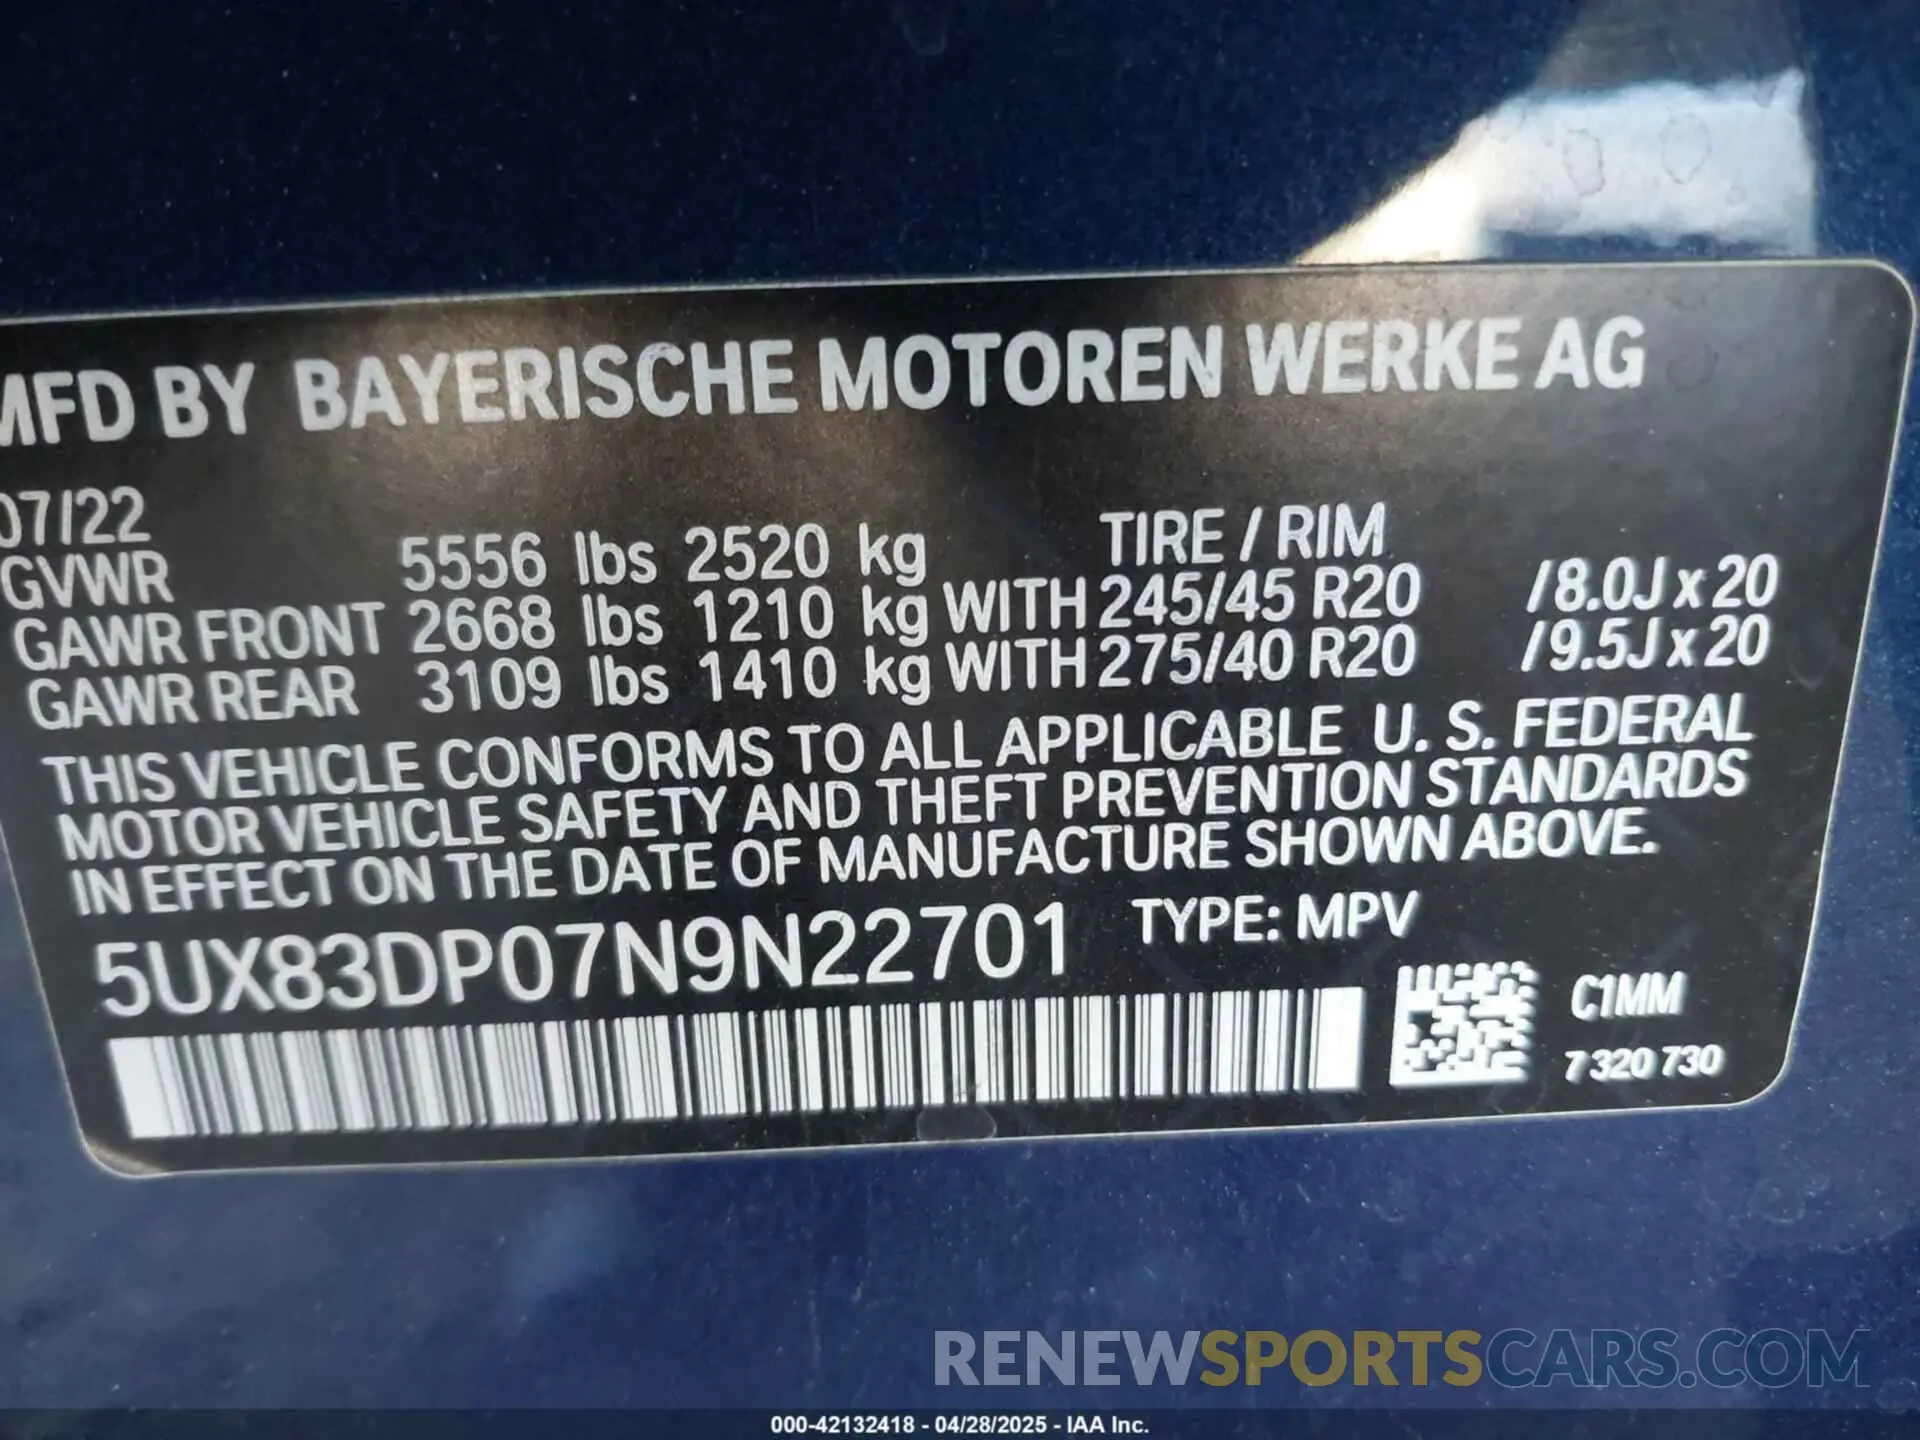 MFD BY BAYERISCHE MOTOREN WERKE AG
07/22
TIRE / RIM
GVWR 5556 lbs 2520 kg
GAWR FRONT 2668 lbs 1210 kg WITH 245/45 R20 /8.0J x 20
GAWR REAR 3109 lbs 1410 kg WITH 275/40 R20 /9.5J x 20
THIS VEHICLE CONFORMS TO ALL APPLICABLE U. S. FEDERAL
MOTOR VEHICLE SAFETY AND THEFT PREVENTION STANDARDS
IN EFFECT ON THE DATE OF MANUFACTURE SHOWN ABOVE.
5UX83DP07N9N22701 TYPE: MPV
C1MM
7 320 730
RENEWSPORTSCARS.COM
000-42132418 - 04/28/2025 - IAA Inc.